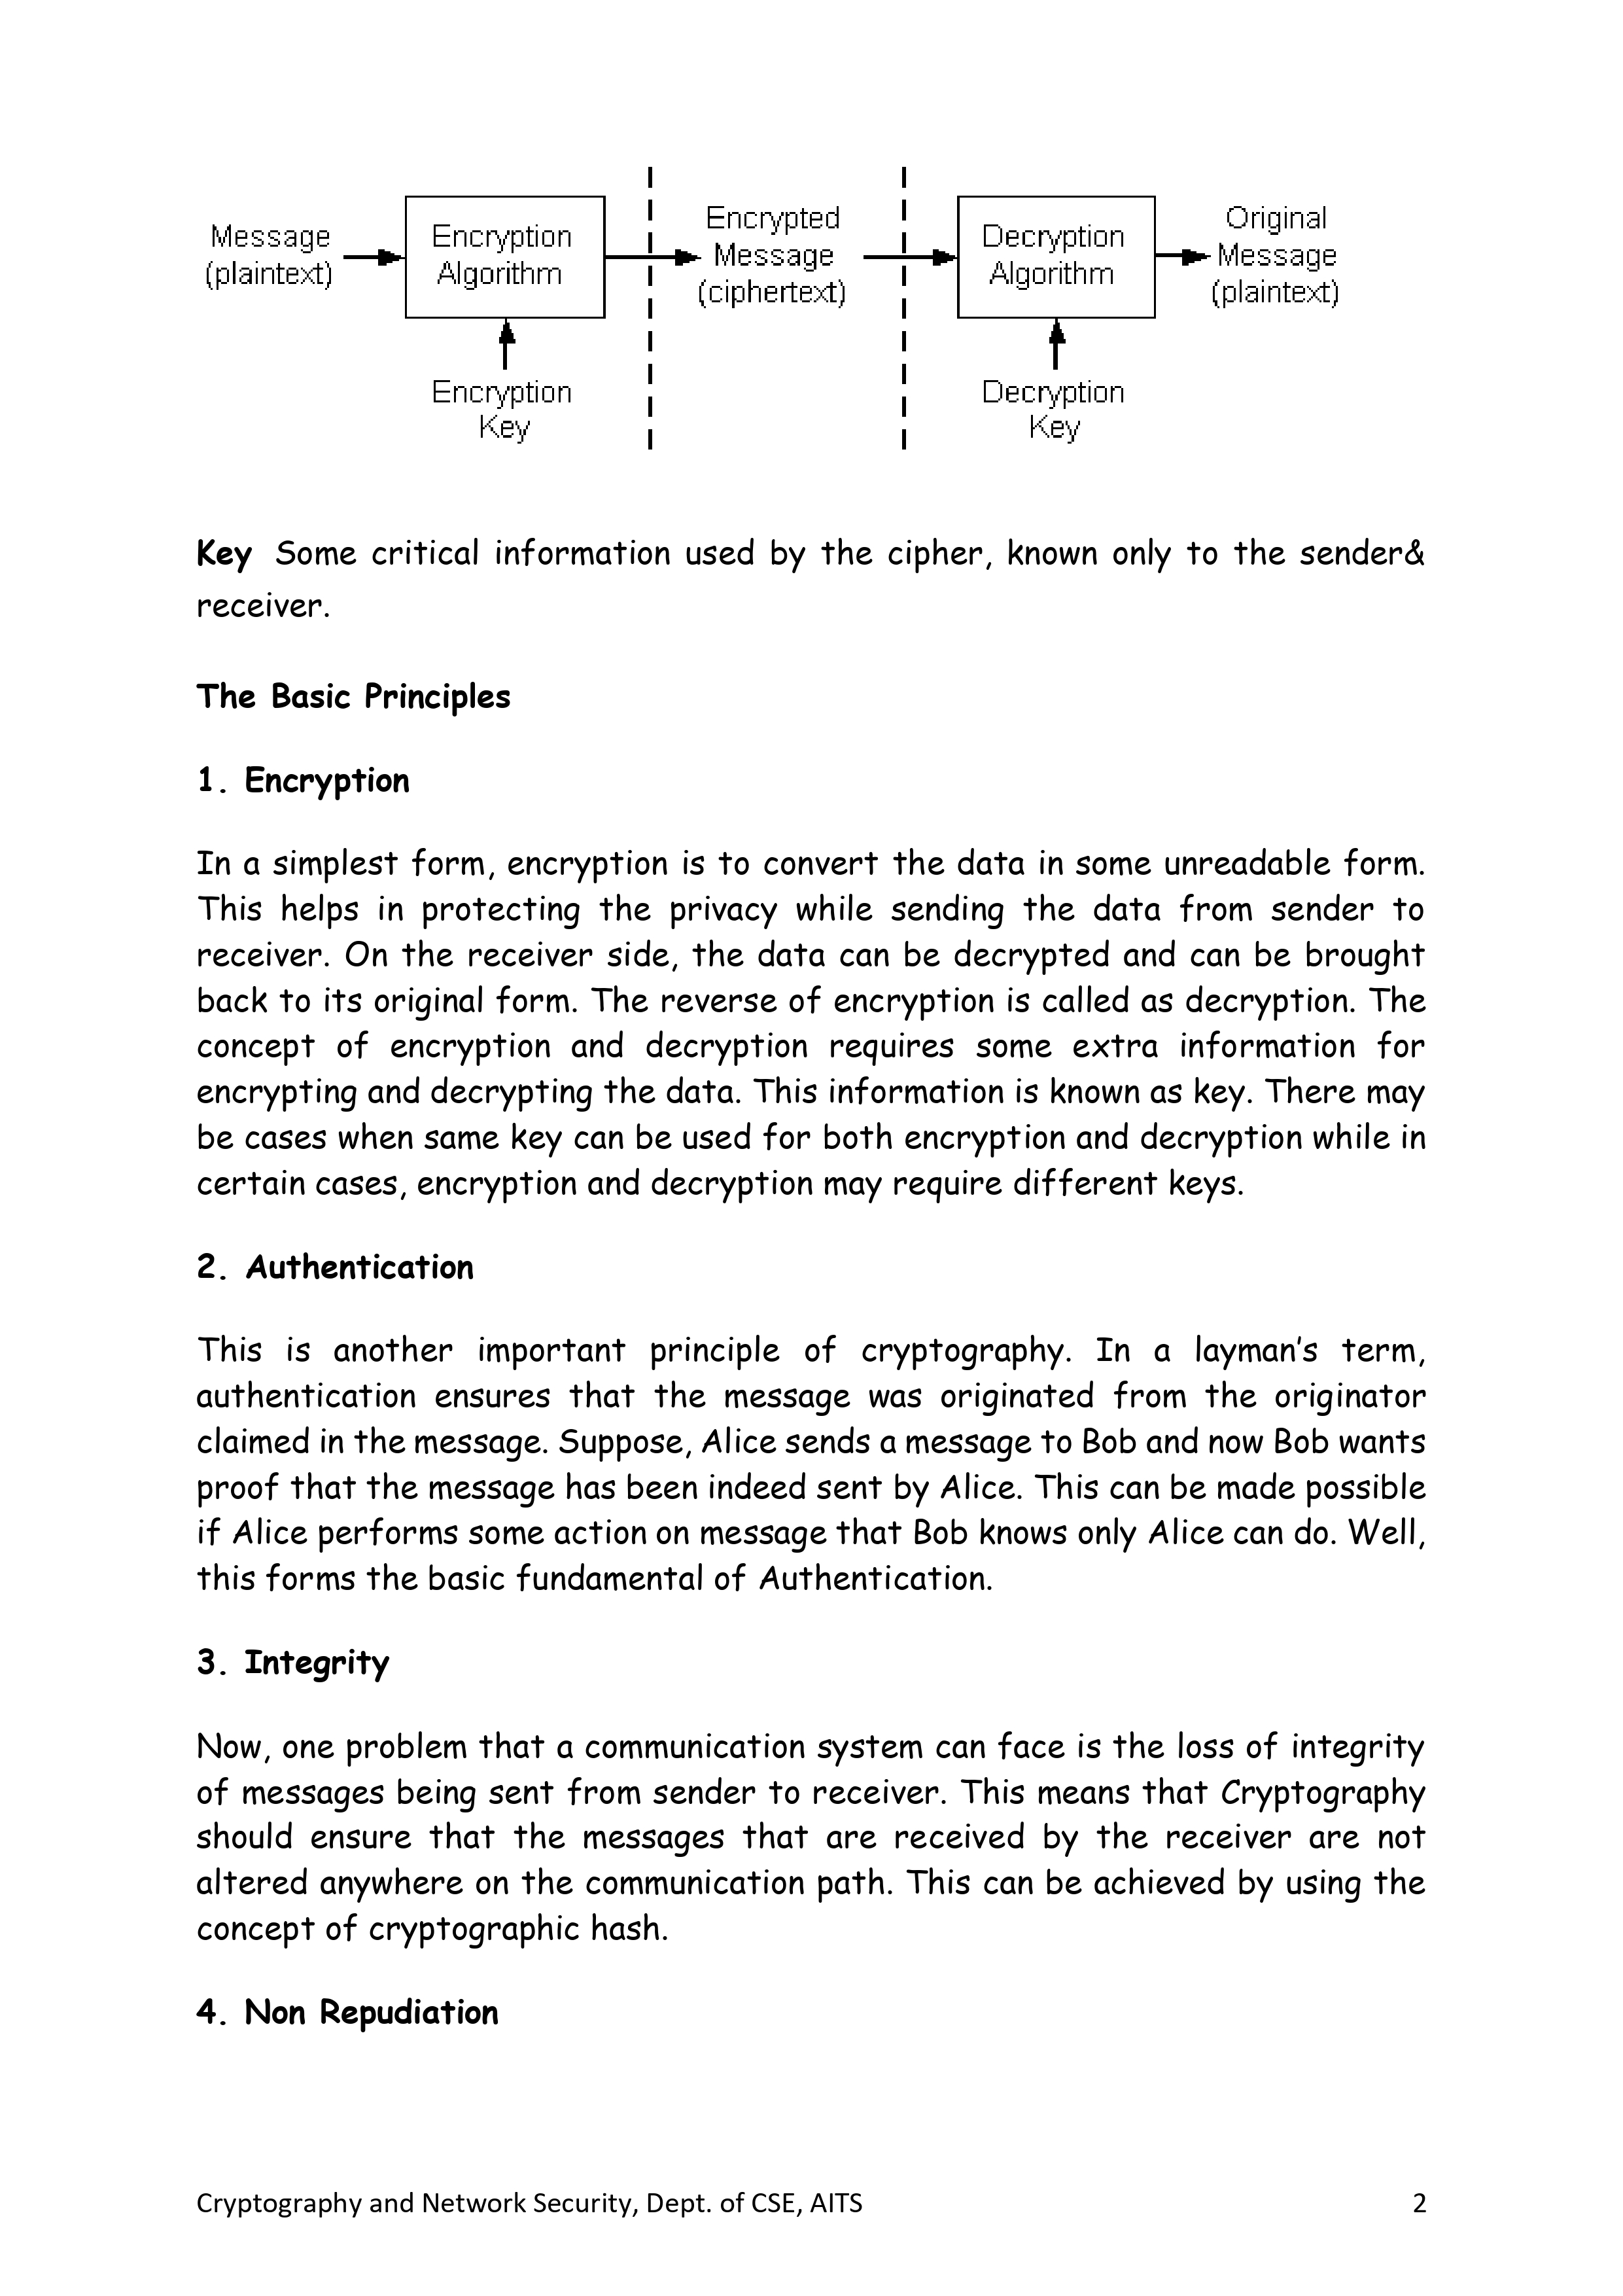 Message
(plaintext)
Encryption
Algorithm
Encryption
Key
Encrypted
Message
(ciphertext)
Decryption
Algorithm
Decryption
Key
Original
Message
(plaintext)
Key Some critical information used by the cipher, known only to the sender&
receiver.
The Basic Principles
1. Encryption
In a simplest form, encryption is to convert the data in some unreadable form.
This helps in protecting the privacy while sending the data from sender to
receiver. On the receiver side, the data can be decrypted and can be brought
back to its original form. The reverse of encryption is called as decryption. The
concept of encryption and decryption requires some extra information for
encrypting and decrypting the data. This information is known as key. There may
be cases when same key can be used for both encryption and decryption while in
certain cases, encryption and decryption may require different keys.
2. Authentication
This is another important principle of cryptography. In a layman’s term,
authentication ensures that the message was originated from the originator
claimed in the message. Suppose, Alice sends a message to Bob and now Bob wants
proof that the message has been indeed sent by Alice. This can be made possible
if Alice performs some action on message that Bob knows only Alice can do. Well,
this forms the basic fundamental of Authentication.
3. Integrity
Now, one problem that a communication system can face is the loss of integrity
of messages being sent from sender to receiver. This means that Cryptography
should ensure that the messages that are received by the receiver are not
altered anywhere on the communication path. This can be achieved by using the
concept of cryptographic hash.
4. Non Repudiation
Cryptography and Network Security, Dept. of CSE, AITS 2